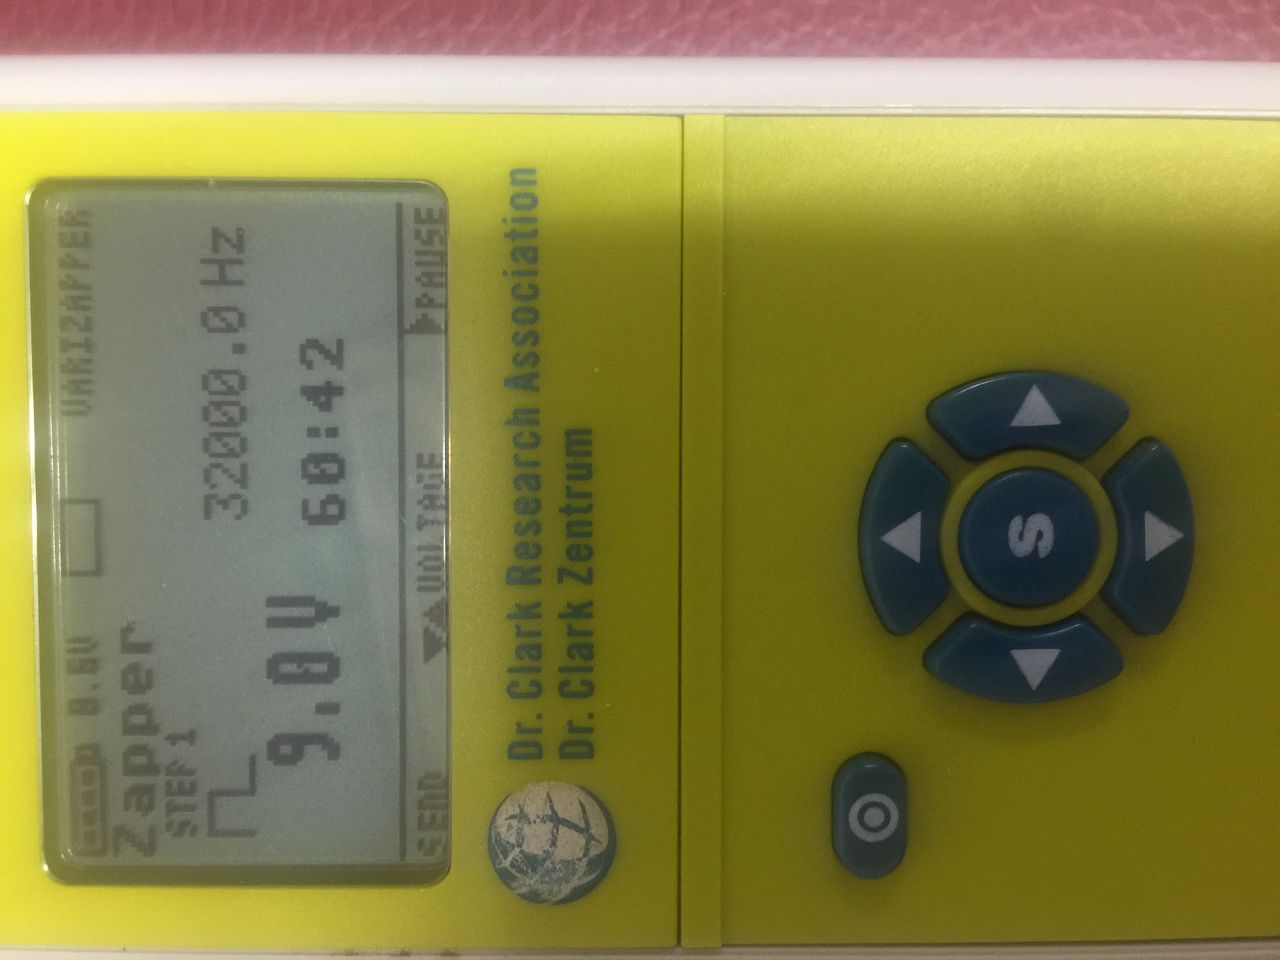 8.6V VARIZAPPER
Zapper
STEP 1
32000.0 Hz
9.0 V 60:42
SEND VOLTAGE PAUSE
Dr. Clark Research Association
Dr. Clark Zentrum
S